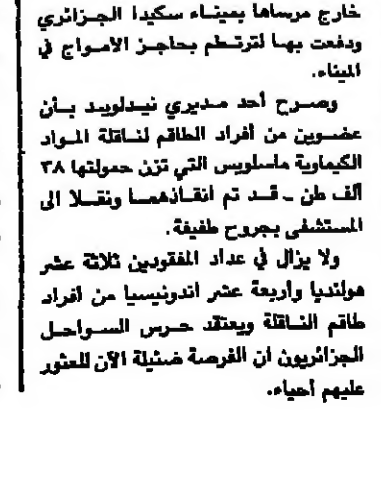 خارج مرساها بميناء سكيدا الجزائري
ودفعت بها لترتطم بحاجز الأمواج في
الميناء.
وصرح أحد مديري نيدلويد بأن
عضوين من أفراد الطاقم لناقلة المواد
الكيماوية ماسلويس التي تزن حمولتها ٣٨
ألف طن ـ قد تم انقاذهما ونقلا الى
المستشفى بجروح طفيفة.
ولا يزال في عداد المفقودين ثلاثة عشر
هولنديا وأربعة عشر اندونيسيا من أفراد
طاقم الناقلة ويعتقد حرس السواحل
الجزائريون ان الفرصة ضئيلة الآن للعثور
عليهم أحياء.